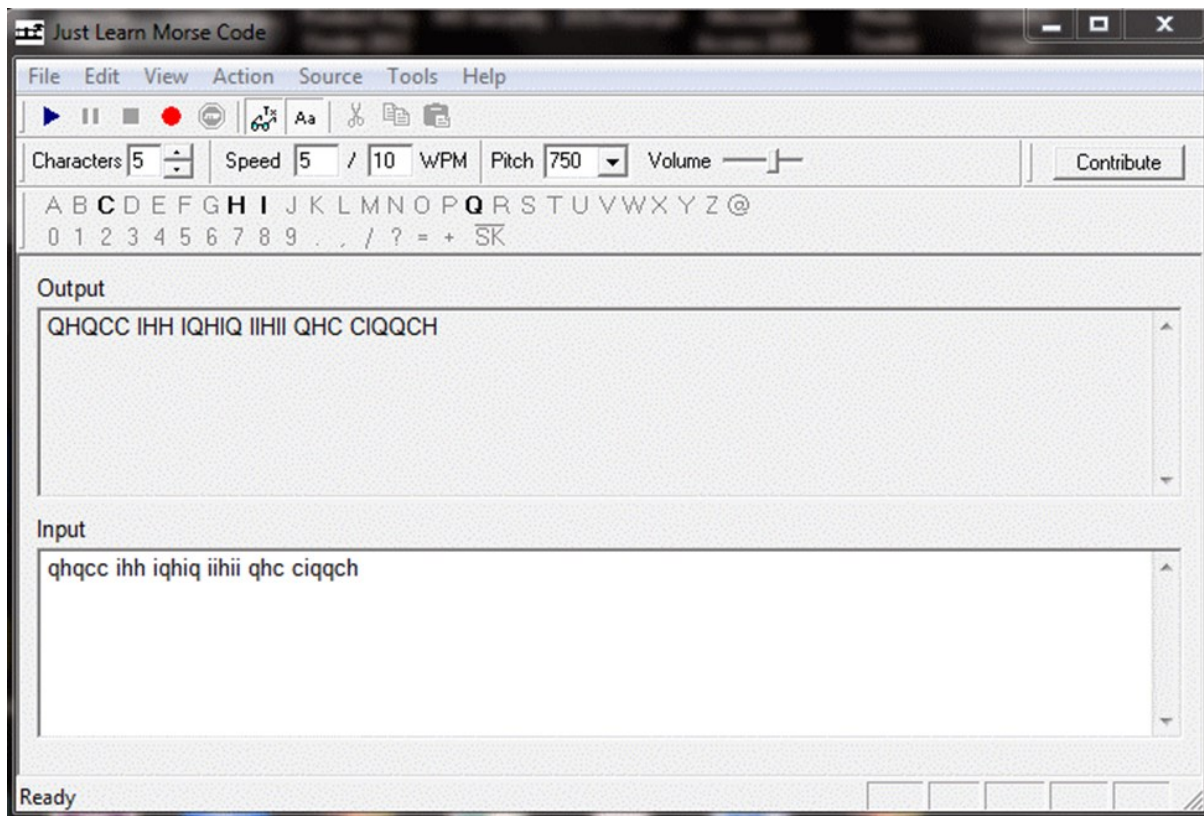 Just Learn Morse Code
File Edit View Action Source Tools Help
Tx Aa
Characters 5 Speed 5 / 10 WPM Pitch 750 Volume Contribute
A B C D E F G H I J K L M N O P Q R S T U V W X Y Z @
0 1 2 3 4 5 6 7 8 9 . , / ? = + SK
Output
QHQCC IHH IQHIQ IIHII QHC CIQQCH
Input
qhqcc ihh iqhiq iihii qhc ciqqch
Ready